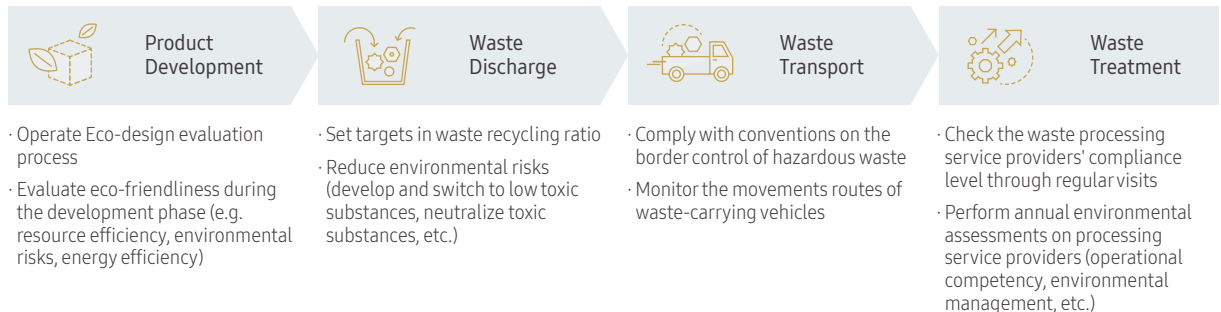 Product
Development
· Operate Eco-design evaluation
process
· Evaluate eco-friendliness during
the development phase (e.g.
resource efficiency, environmental
risks, energy efficiency)
Waste
Discharge
· Set targets in waste recycling ratio
· Reduce environmental risks
(develop and switch to low toxic
substances, neutralize toxic
substances, etc.)
Waste
Transport
· Comply with conventions on the
border control of hazardous waste
· Monitor the movements routes of
waste-carrying vehicles
Waste
Treatment
· Check the waste processing
service providers' compliance
level through regular visits
· Perform annual environmental
assessments on processing
service providers (operational
competency, environmental
management, etc.)